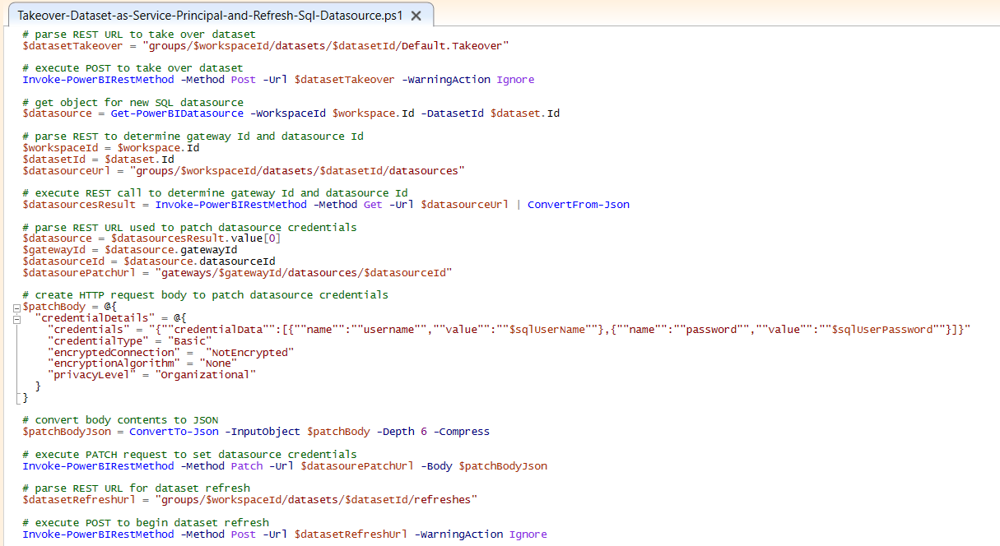 Takeover-Dataset-as-Service-Principal-and-Refresh-Sql-Datasource.ps1
# parse REST URL to take over dataset
$datasetTakeover = "groups/$workspaceId/datasets/$datasetId/Default.Takeover"
# execute POST to take over dataset
Invoke-PowerBIRestMethod -Method Post -Url $datasetTakeover -WarningAction Ignore
# get object for new SQL datasource
$datasource = Get-PowerBIDatasource -WorkspaceId $workspace.Id -DatasetId $dataset.Id
# parse REST to determine gateway Id and datasource Id
$workspaceId = $workspace.Id
$datasetId = $dataset.Id
$datasourceUrl = "groups/$workspaceId/datasets/$datasetId/datasources"
# execute REST call to determine gateway Id and datasource Id
$datasourcesResult = Invoke-PowerBIRestMethod -Method Get -Url $datasourceUrl | ConvertFrom-Json
# parse REST URL used to patch datasource credentials
$datasource = $datasourcesResult.value[0]
$gatewayId = $datasource.gatewayId
$datasourceId = $datasource.datasourceId
$datasourePatchUrl = "gateways/$gatewayId/datasources/$datasourceId"
# create HTTP request body to patch datasource credentials
$patchBody = @{
"credentialDetails" = @{
"credentials" = "{""credentialData"":[{""name"":""username"",""value"":""$sqlUserName""},{""name"":""password"",""value"":""$sqlUserPassword""}]}"
"credentialType" = "Basic"
"encryptedConnection" =  "NotEncrypted"
"encryptionAlgorithm" = "None"
"privacyLevel" = "Organizational"
}
}
# convert body contents to JSON
$patchBodyJson = ConvertTo-Json -InputObject $patchBody -Depth 6 -Compress
# execute PATCH request to set datasource credentials
Invoke-PowerBIRestMethod -Method Patch -Url $datasourePatchUrl -Body $patchBodyJson
# parse REST URL for dataset refresh
$datasetRefreshUrl = "groups/$workspaceId/datasets/$datasetId/refreshes"
# execute POST to begin dataset refresh
Invoke-PowerBIRestMethod -Method Post -Url $datasetRefreshUrl -WarningAction Ignore